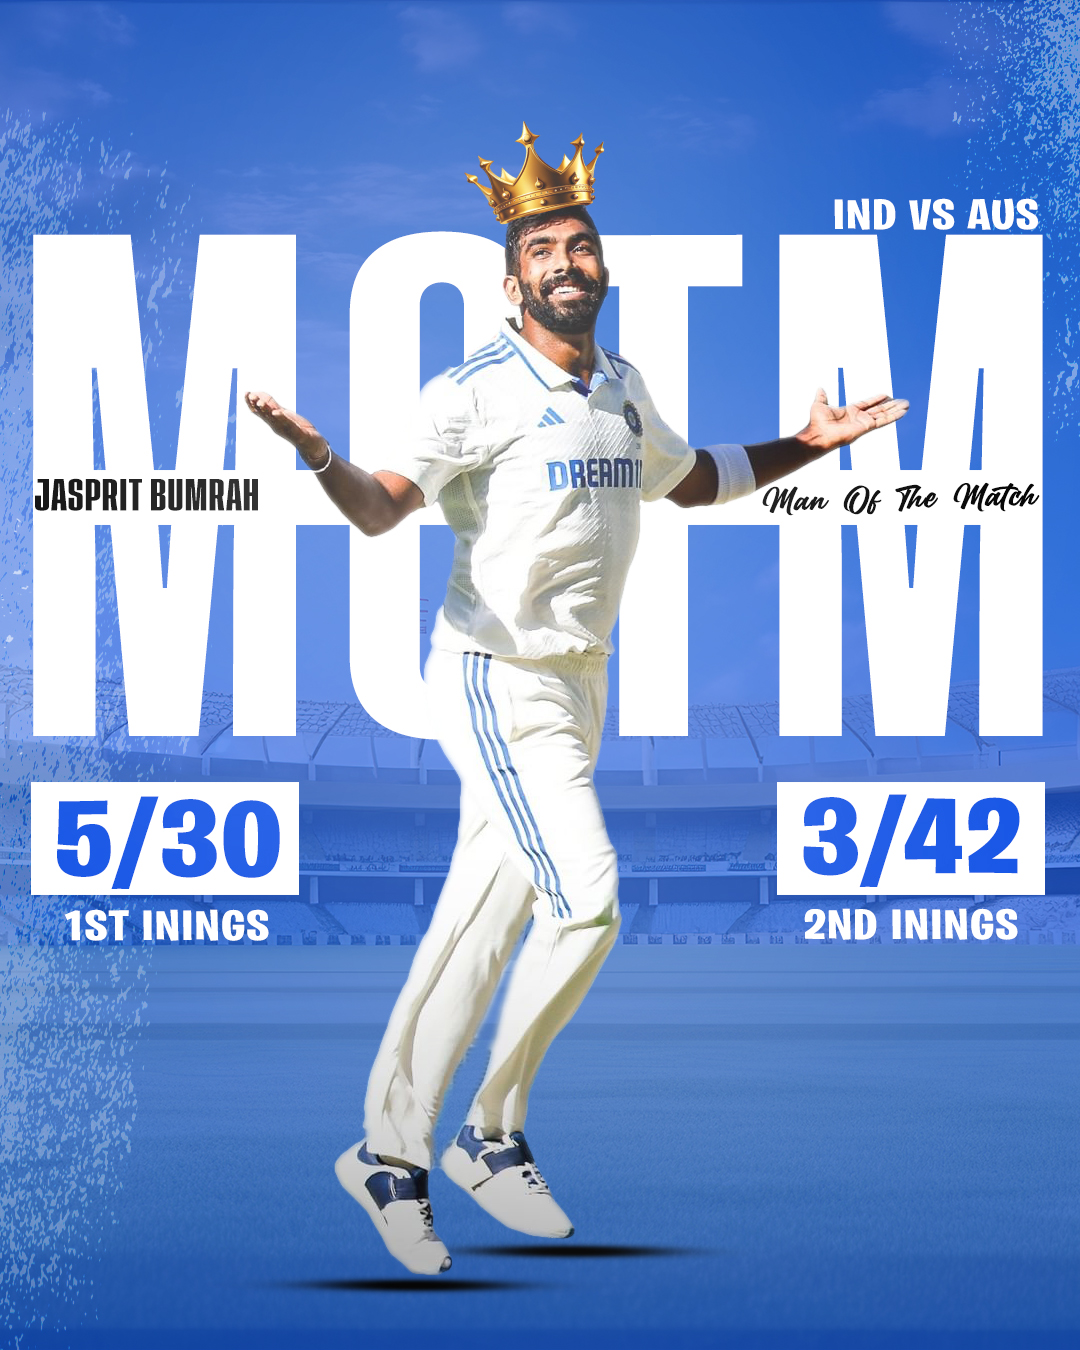 IND VS AUS
MOTM
JASPRIT BUMRAH
Man Of The Match
DREAM11
5/30
3/42
1ST ININGS
2ND ININGS